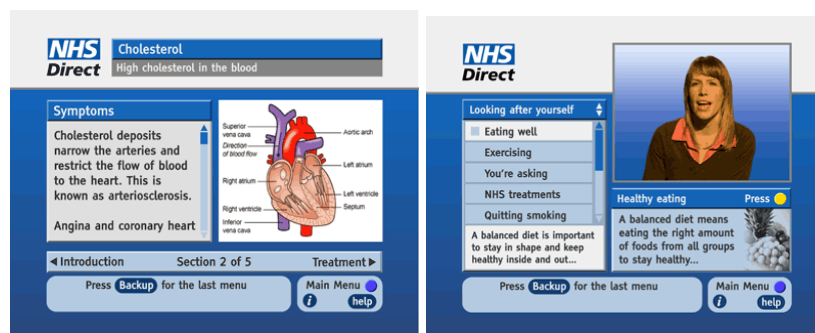 NHS
Direct
Cholesterol
High cholesterol in the blood
Symptoms
Cholesterol deposits
narrow the arteries and
restrict the flow of blood
to the heart. This is
known as arteriosclerosis.
Angina and coronary heart
Superior
vena cava
Direction
of blood flow
Right atrium
Right ventricle
Inferior
vena cava
Aortic arch
Left atrium
Left ventricle
Septum
Introduction
Section 2 of 5
Treatment
Press Backup for the last menu
Main Menu
i help
NHS
Direct
Looking after yourself
Eating well
Exercising
You're asking
NHS treatments
Quitting smoking
A balanced diet is important
to stay in shape and keep
healthy inside and out...
Healthy eating Press
A balanced diet means
eating the right amount
of foods from all groups
to stay healthy...
Press Backup for the last menu
Main Menu
i help